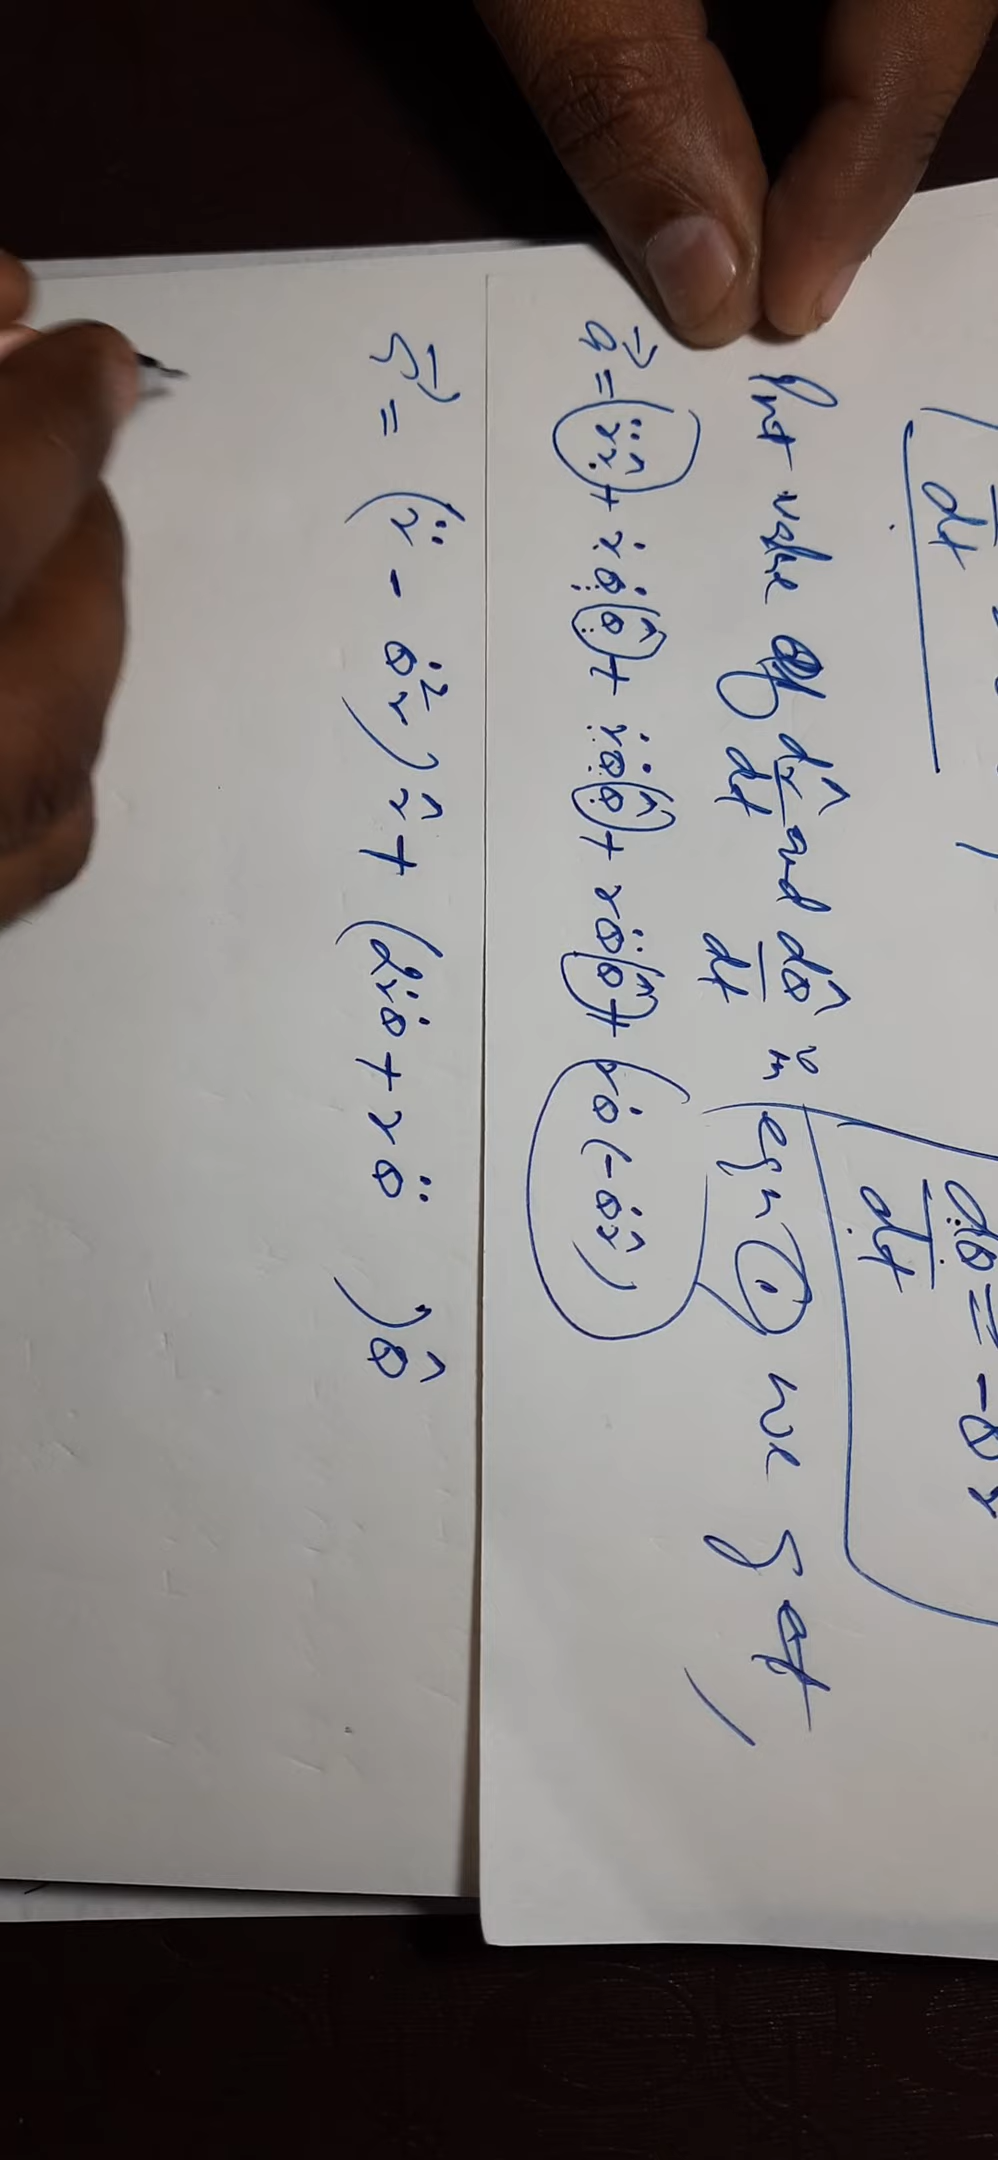 dt
dθ = -θ̇ r
dt
Put value of dr̂/dt and dθ̂/dt in eqn ① we get,
a⃗ = r̈r̂ + ṙθ̇θ̂ + ṙθ̇θ̂ + rθ̈θ̂ + rθ̇(-θ̇r̂)
= (r̈ - θ̇²r)r̂ + (2ṙθ̇ + rθ̈ )θ̂